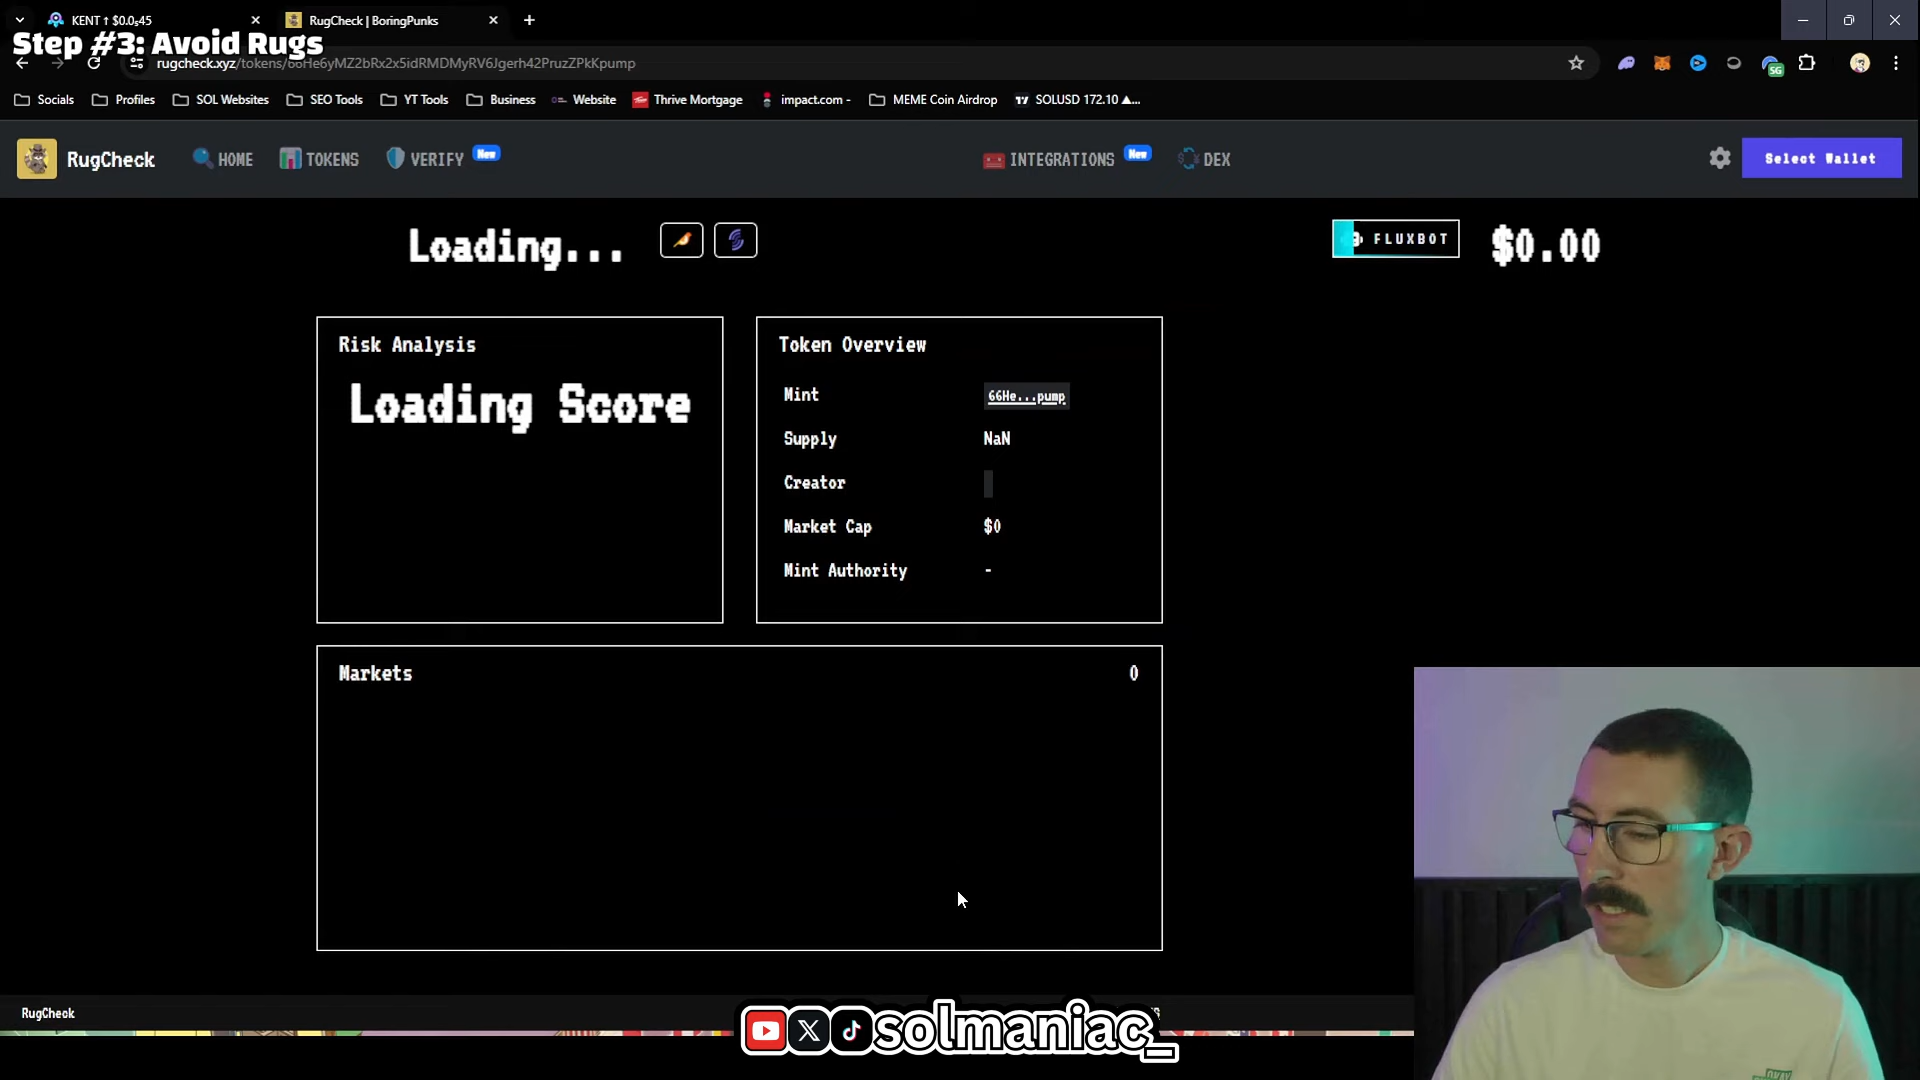 KENT ↑ $0.0₅45
RugCheck | BoringPunks
Step #3: Avoid Rugs
rugcheck.xyz/tokens/66He6yMZ2bRx2x5idRMDMyRV6Jgerh42PruzZPkKpump
SG
Socials
Profiles
SOL Websites
SEO Tools
YT Tools
Business
Website
Thrive Mortgage
impact.com -
MEME Coin Airdrop
SOLUSD 172.10 ▲...
RugCheck
HOME
TOKENS
VERIFY
New
INTEGRATIONS
New
DEX
Select Wallet
Loading...
FLUXBOT
$0.00
Risk Analysis
Loading Score
Token Overview
Mint
66He...pump
Supply
NaN
Creator
Market Cap
$0
Mint Authority
-
Markets
0
RugCheck
solmaniac_
OKAY